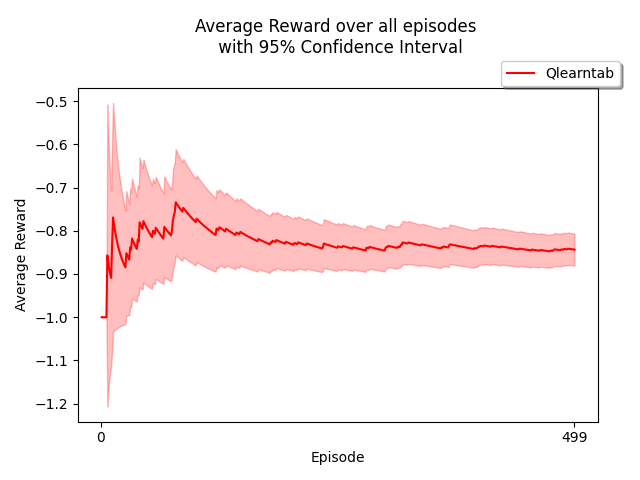 Average Reward over all episodes
with 95% Confidence Interval
Qlearntab
−0.5
−0.6
−0.7
−0.8
−0.9
−1.0
−1.1
−1.2
Average Reward
0
499
Episode